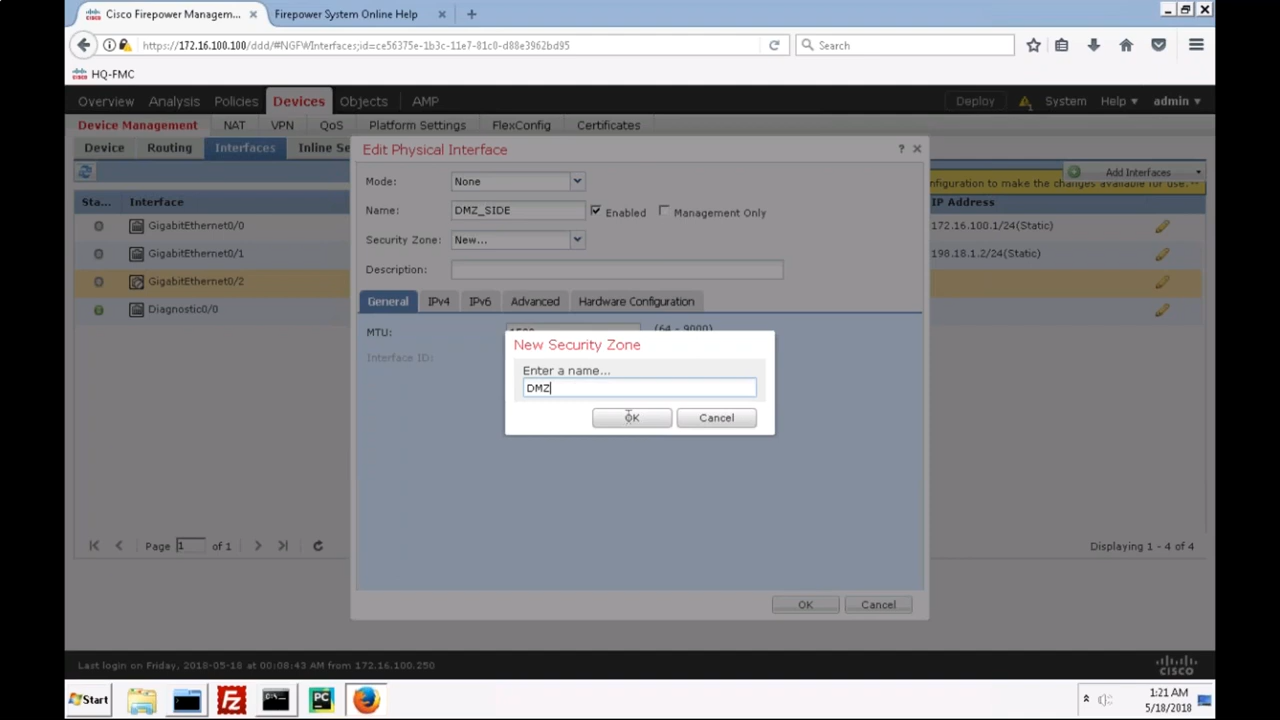 Cisco Firepower Management...
Firepower System Online Help
https://172.16.100.100/ddd/#NGFWInterfaces;id=ce56375e-1b3c-11e7-81c0-d88e3962bd95
Search
HQ-FMC
Overview Analysis Policies Devices Objects AMP Deploy System Help admin
Device Management NAT VPN QoS Platform Settings FlexConfig Certificates
Device Routing Interfaces Inline Se
Edit Physical Interface
?
Add Interfaces
nfiguration to make the changes available for use.
Mode: None
Name: DMZ_SIDE Enabled Management Only
Security Zone: New...
Description:
General IPv4 IPv6 Advanced Hardware Configuration
MTU: 1500 (64 - 9000)
Interface ID:
Sta... Interface IP Address
GigabitEthernet0/0 172.16.100.1/24(Static)
GigabitEthernet0/1 198.18.1.2/24(Static)
GigabitEthernet0/2
Diagnostic0/0
New Security Zone
Enter a name...
DMZ
OK Cancel
Page 1 of 1
Displaying 1 - 4 of 4
OK Cancel
Last login on Friday, 2018-05-18 at 00:08:43 AM from 172.16.100.250
CISCO
Start
Fz
PC
1:21 AM
5/18/2018